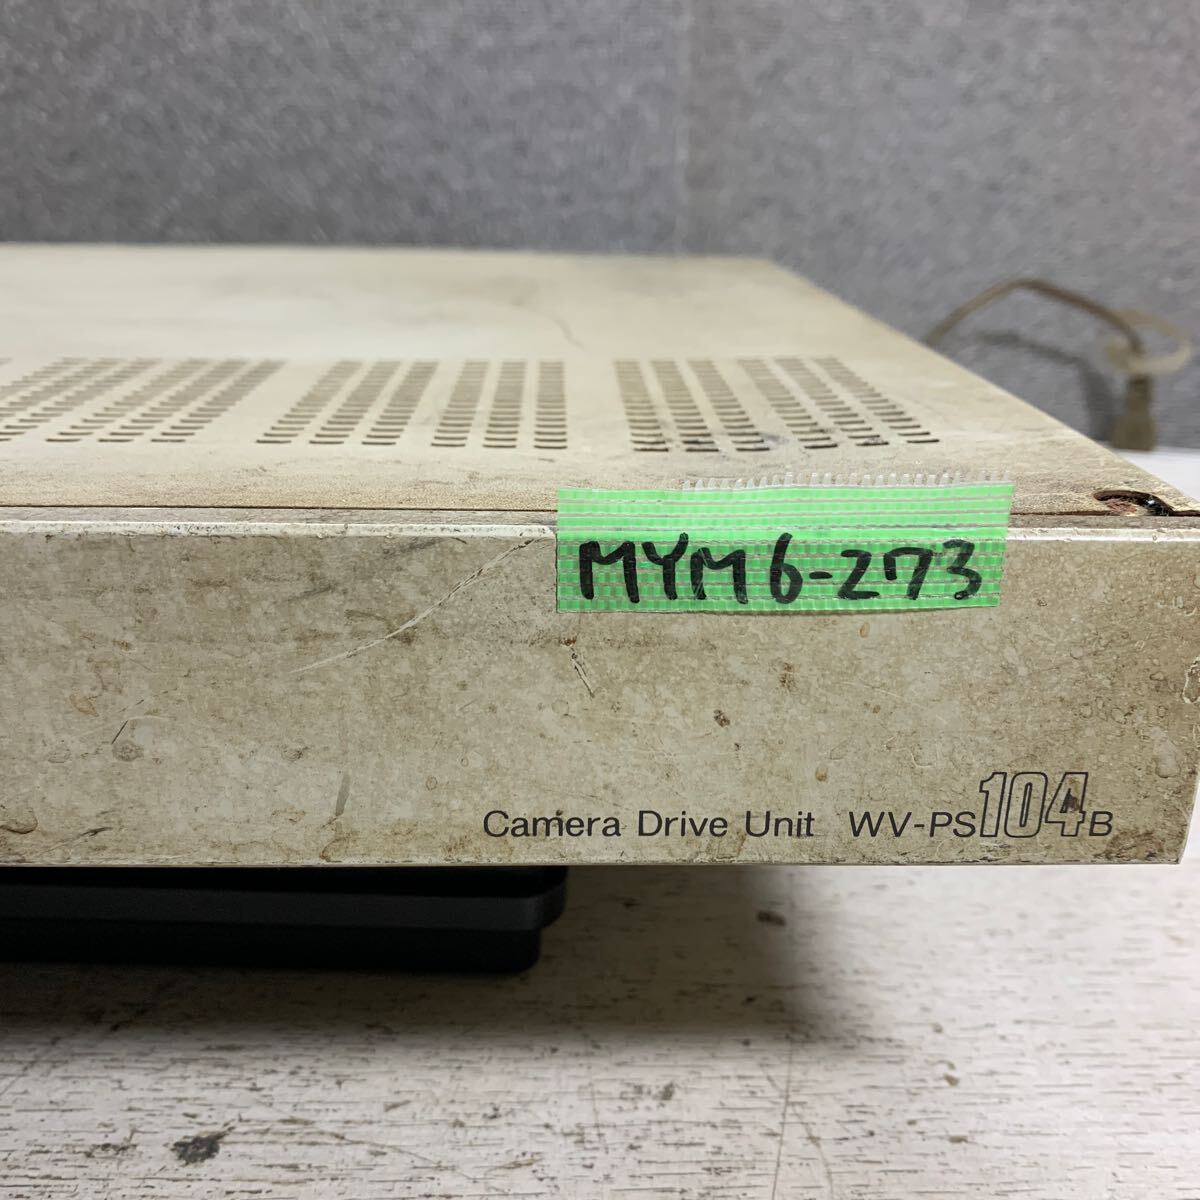 MYM6-273
Camera Drive Unit WV-PS104B